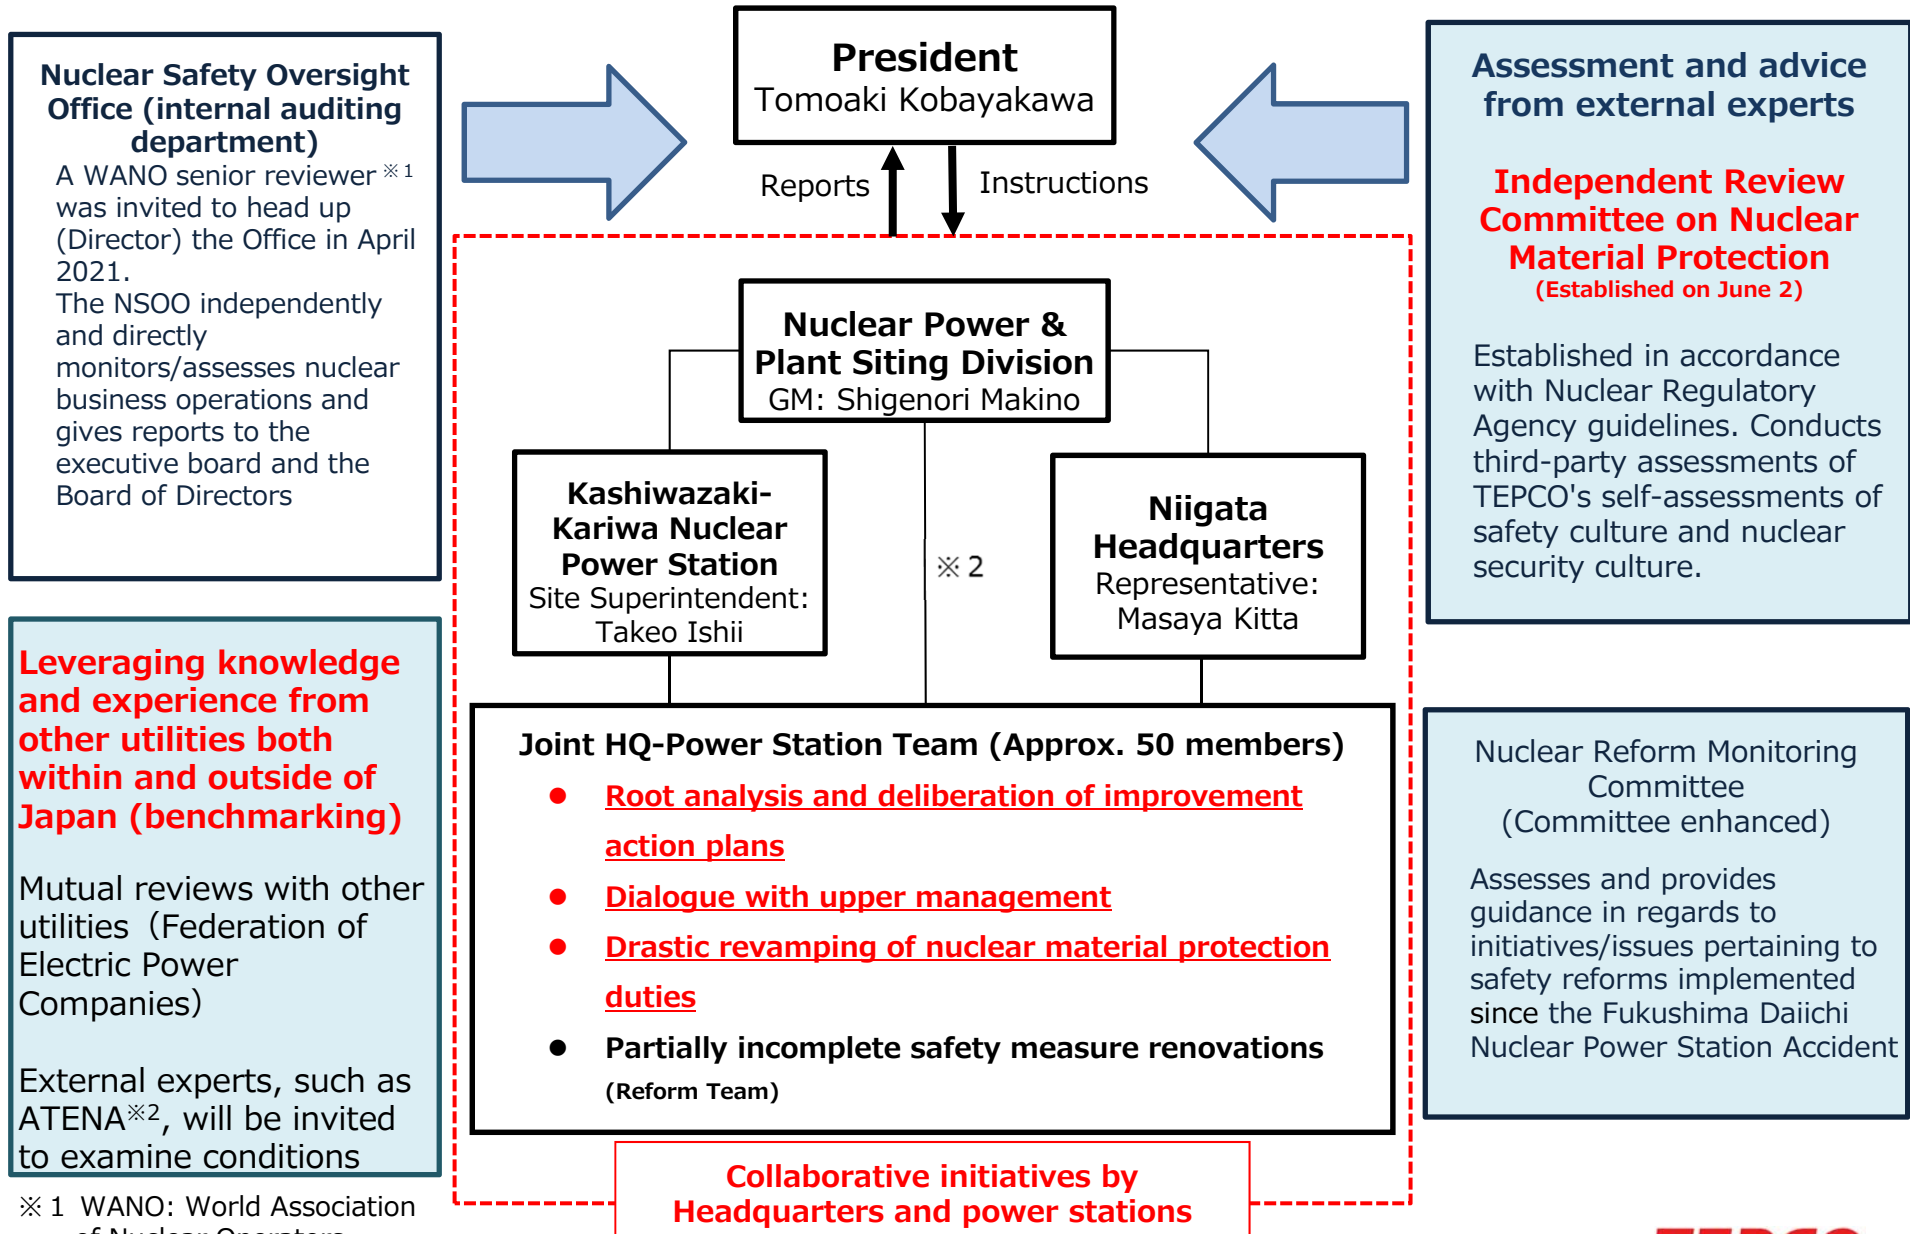 Nuclear Safety Oversight
Office (internal auditing
department)
A WANO senior reviewer ※1
was invited to head up
(Director) the Office in April
2021.
The NSOO independently
and directly
monitors/assesses nuclear
business operations and
gives reports to the
executive board and the
Board of Directors
Leveraging knowledge
and experience from
other utilities both
within and outside of
Japan (benchmarking)
Mutual reviews with other
utilities（Federation of
Electric Power
Companies）
External experts, such as
ATENA※2, will be invited
to examine conditions
※1 WANO: World Association
of Nuclear Operators
President
Tomoaki Kobayakawa
Reports
Instructions
Nuclear Power &
Plant Siting Division
GM: Shigenori Makino
Kashiwazaki-
Kariwa Nuclear
Power Station
Site Superintendent:
Takeo Ishii
※2
Niigata
Headquarters
Representative:
Masaya Kitta
Joint HQ-Power Station Team (Approx. 50 members)
● Root analysis and deliberation of improvement
action plans
● Dialogue with upper management
● Drastic revamping of nuclear material protection
duties
● Partially incomplete safety measure renovations
(Reform Team)
Collaborative initiatives by
Headquarters and power stations
Assessment and advice
from external experts
Independent Review
Committee on Nuclear
Material Protection
(Established on June 2)
Established in accordance
with Nuclear Regulatory
Agency guidelines. Conducts
third-party assessments of
TEPCO's self-assessments of
safety culture and nuclear
security culture.
Nuclear Reform Monitoring
Committee
(Committee enhanced)
Assesses and provides
guidance in regards to
initiatives/issues pertaining to
safety reforms implemented
since the Fukushima Daiichi
Nuclear Power Station Accident
TEPCO